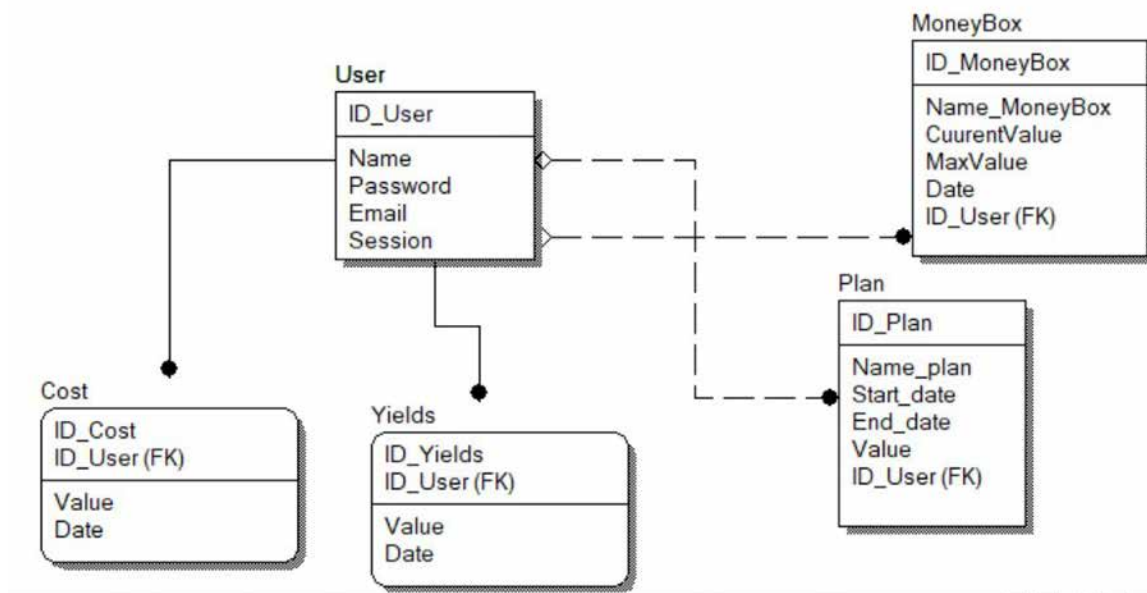 MoneyBox
ID_MoneyBox
Name_MoneyBox
CuurentValue
MaxValue
Date
ID_User (FK)
User
ID_User
Name
Password
Email
Session
Plan
ID_Plan
Name_plan
Start_date
End_date
Value
ID_User (FK)
Cost
ID_Cost
ID_User (FK)
Value
Date
Yields
ID_Yields
ID_User (FK)
Value
Date